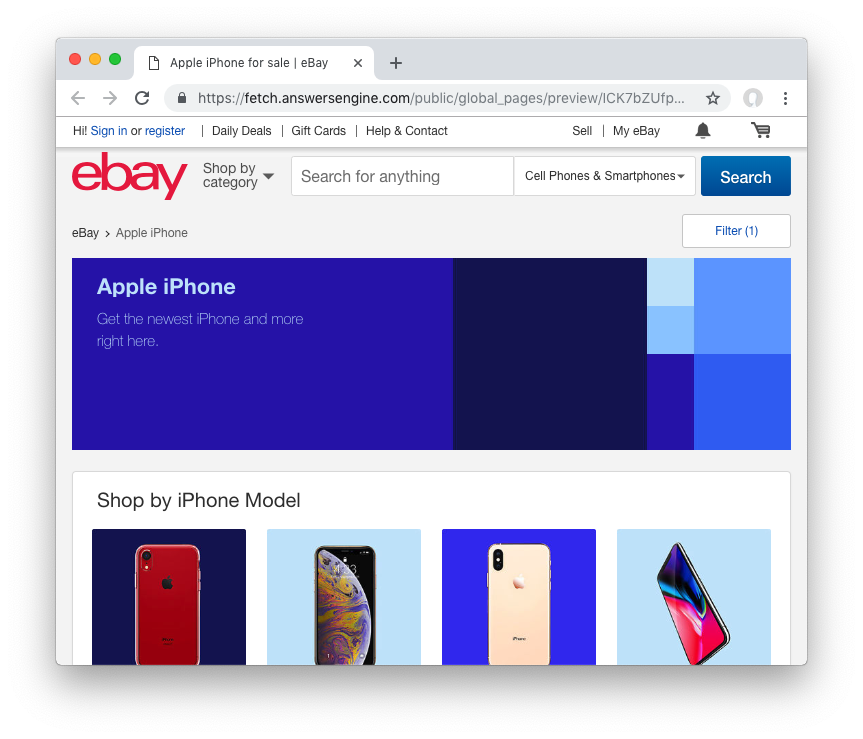 Apple iPhone for sale | eBay
https://fetch.answersengine.com/public/global_pages/preview/ICK7bZUfp...
Hi! Sign in or register | Daily Deals | Gift Cards | Help & Contact Sell | My eBay
ebay
Shop by
category
Search for anything
Cell Phones & Smartphones
Search
eBay > Apple iPhone
Filter (1)
Apple iPhone
Get the newest iPhone and more
right here.
Shop by iPhone Model
iPhone